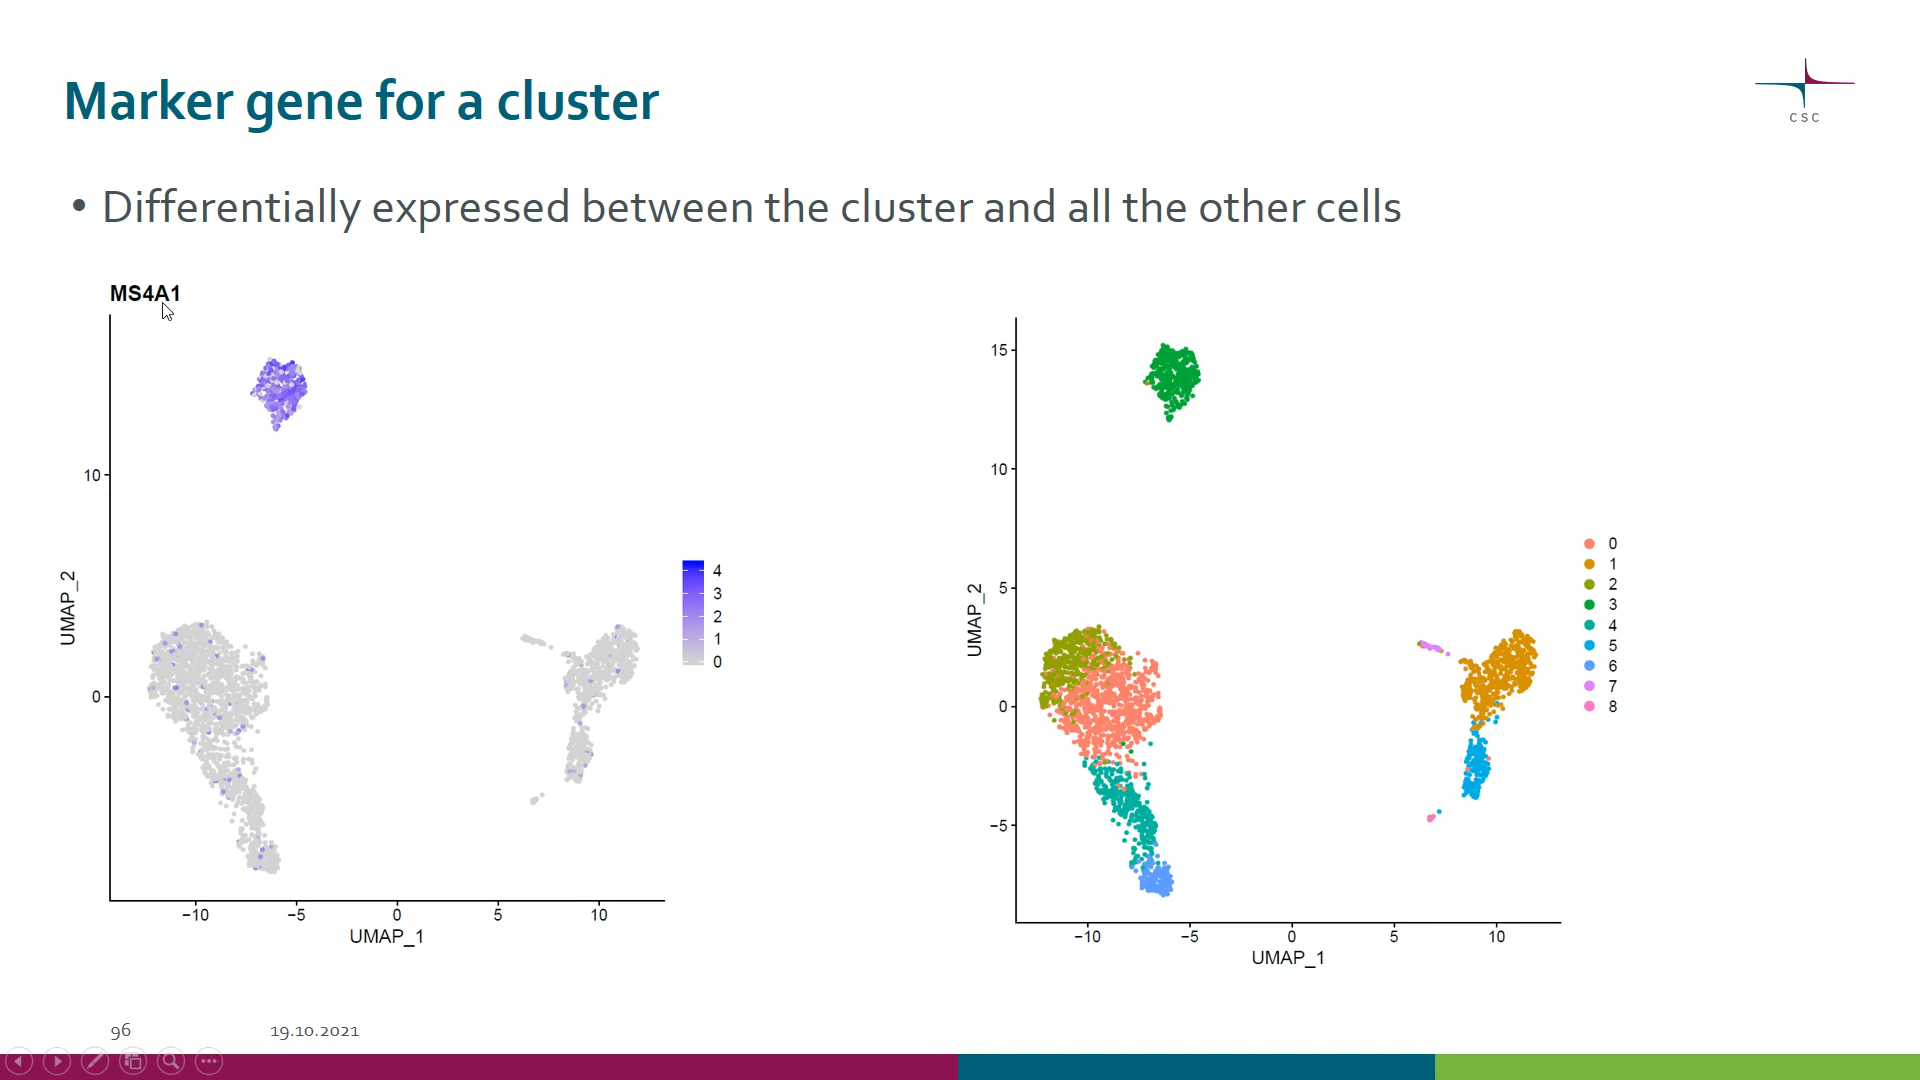 Marker gene for a cluster
CSC
• Differentially expressed between the cluster and all the other cells
MS4A1
10
0
UMAP_2
−10 −5 0 5 10
UMAP_1
4
3
2
1
0
15
10
5
0
−5
UMAP_2
−10 −5 0 5 10
UMAP_1
0
1
2
3
4
5
6
7
8
96 19.10.2021